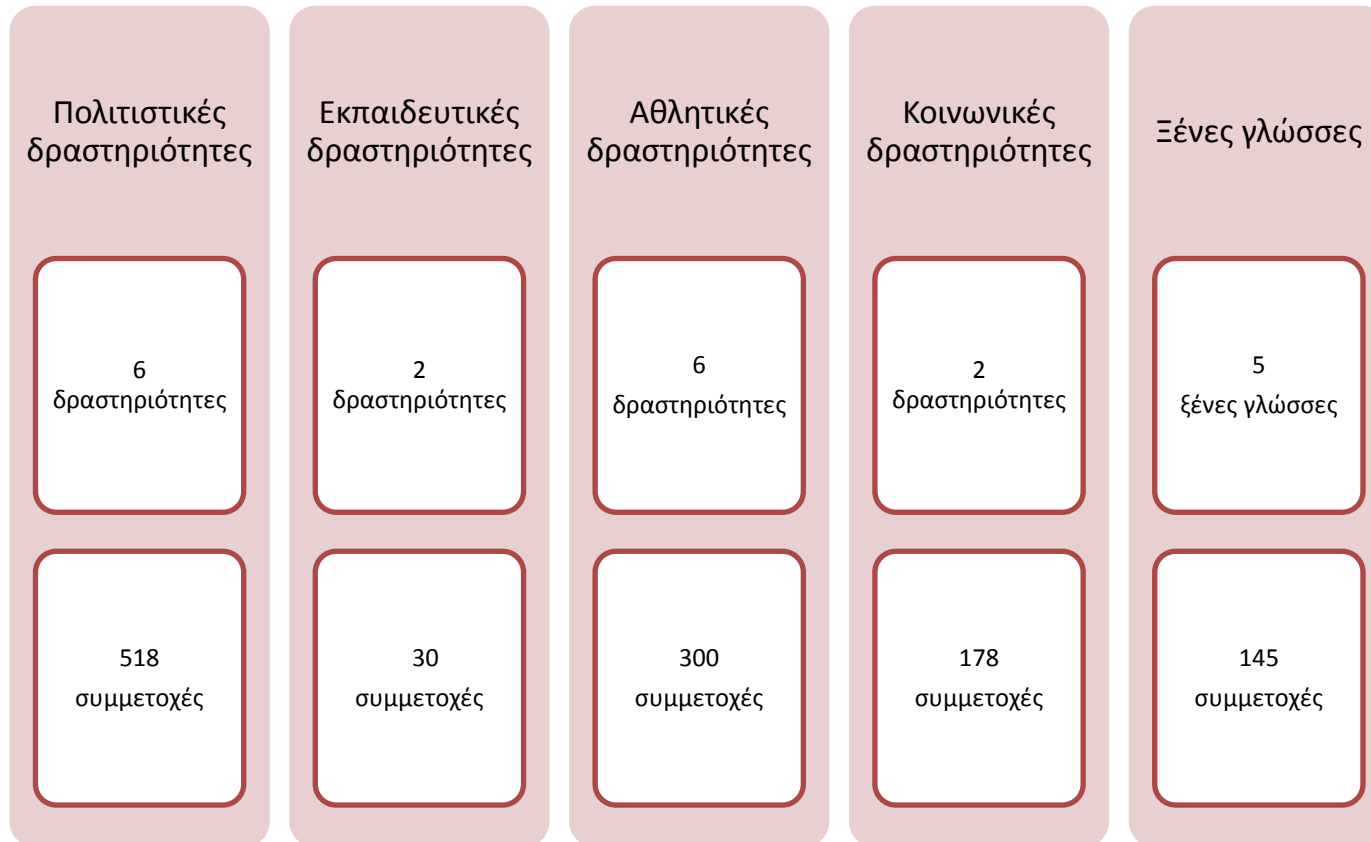 Πολιτιστικές
δραστηριότητες
6
δραστηριότητες
518
συμμετοχές
Εκπαιδευτικές
δραστηριότητες
2
δραστηριότητες
30
συμμετοχές
Αθλητικές
δραστηριότητες
6
δραστηριότητες
300
συμμετοχές
Κοινωνικές
δραστηριότητες
2
δραστηριότητες
178
συμμετοχές
Ξένες γλώσσες
5
ξένες γλώσσες
145
συμμετοχές